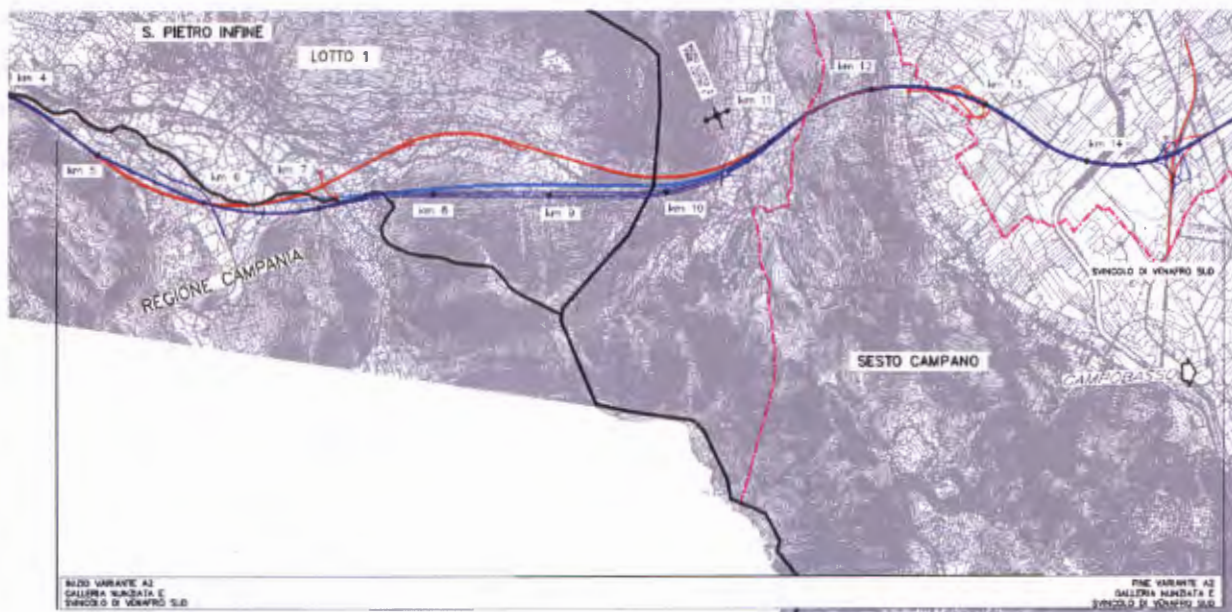 S. PIETRO INFINE
LOTTO 1
km 4
km 12
km 13
km 11
km 14
km 5
km 6
km 7
km 8
km 9
km 10
REGIONE CAMPANIA
SVINCOLO DI VENAFRO SUD
SESTO CAMPANO
CAMPOBASSO
INIZIO VARIANTE A2
GALLERIA NUNZIATA E
SVINCOLO DI VENAFRO SUD
FINE VARIANTE A2
GALLERIA NUNZIATA E
SVINCOLO DI VENAFRO SUD